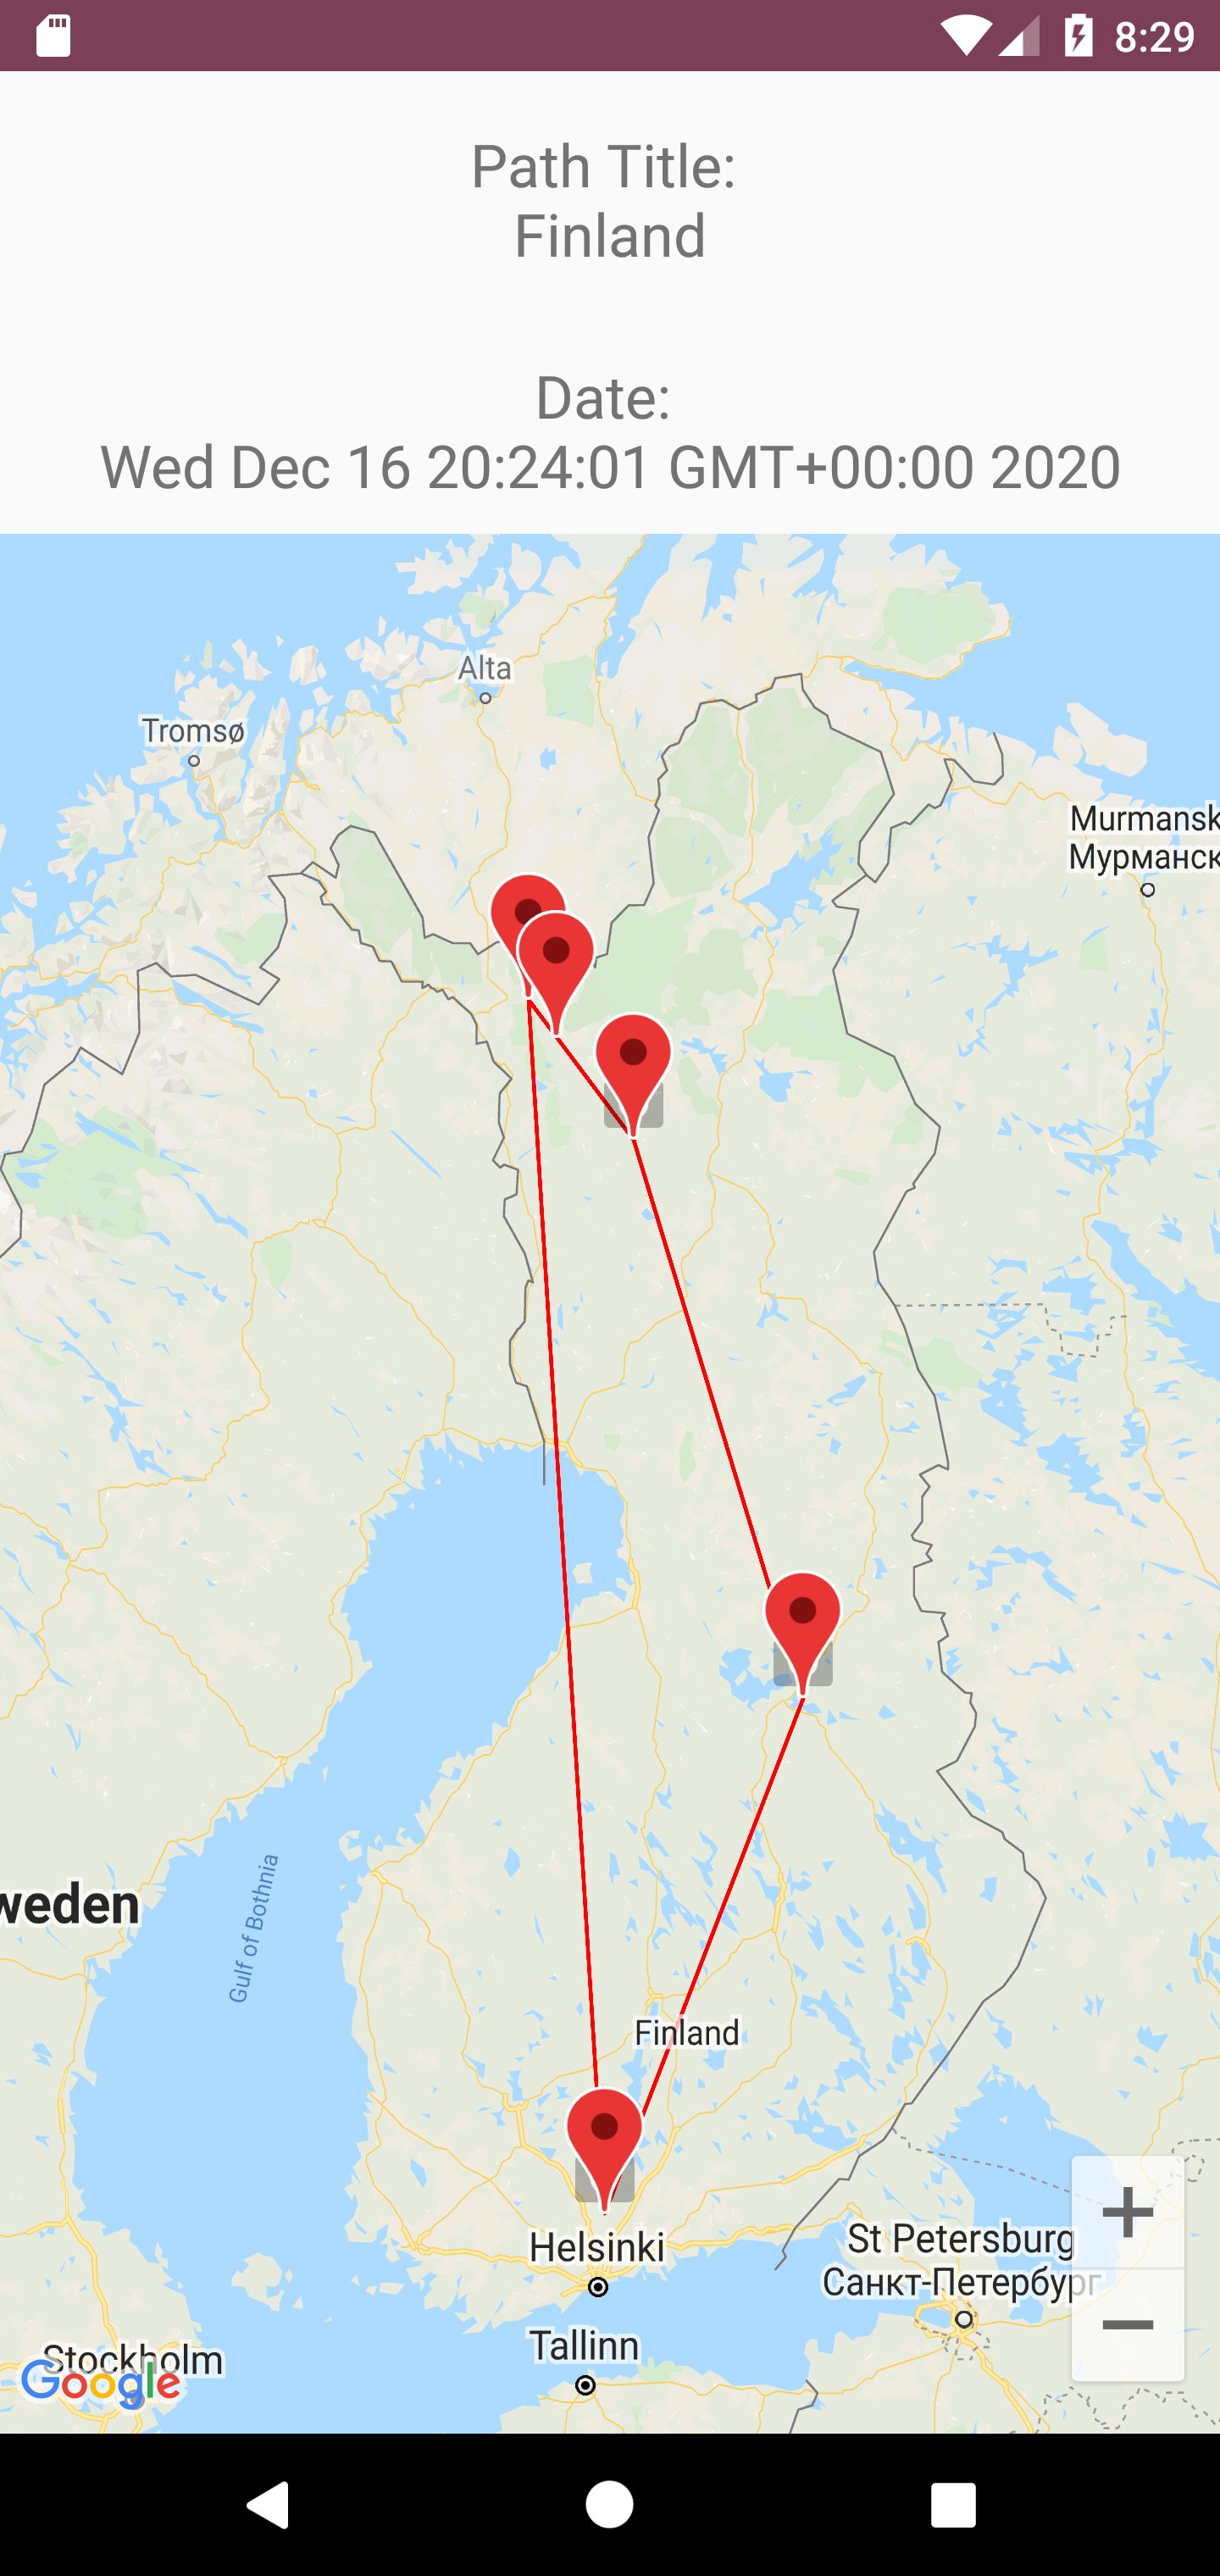 8:29
Path Title:
Finland
Date:
Wed Dec 16 20:24:01 GMT+00:00 2020
Alta
Tromsø
Murmansk
Мурманск
weden
Gulf of Bothnia
Finland
Helsinki
St Petersburg
Санкт-Петербург
Tallinn
Stockholm
Google